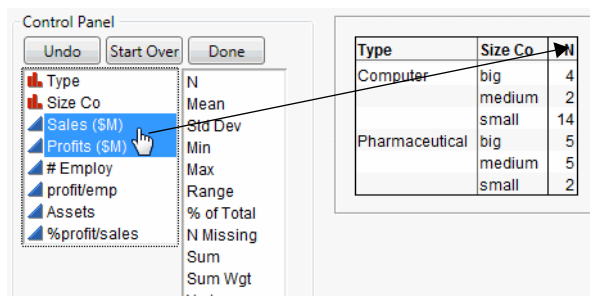 Control Panel
Undo Start Over Done
Type
Size Co
Sales ($M)
Profits ($M)
# Employ
profit/emp
Assets
%profit/sales
N
Mean
Std Dev
Min
Max
Range
% of Total
N Missing
Sum
Sum Wgt
Type Size Co N
Computer big 4
medium 2
small 14
Pharmaceutical big 5
medium 5
small 2